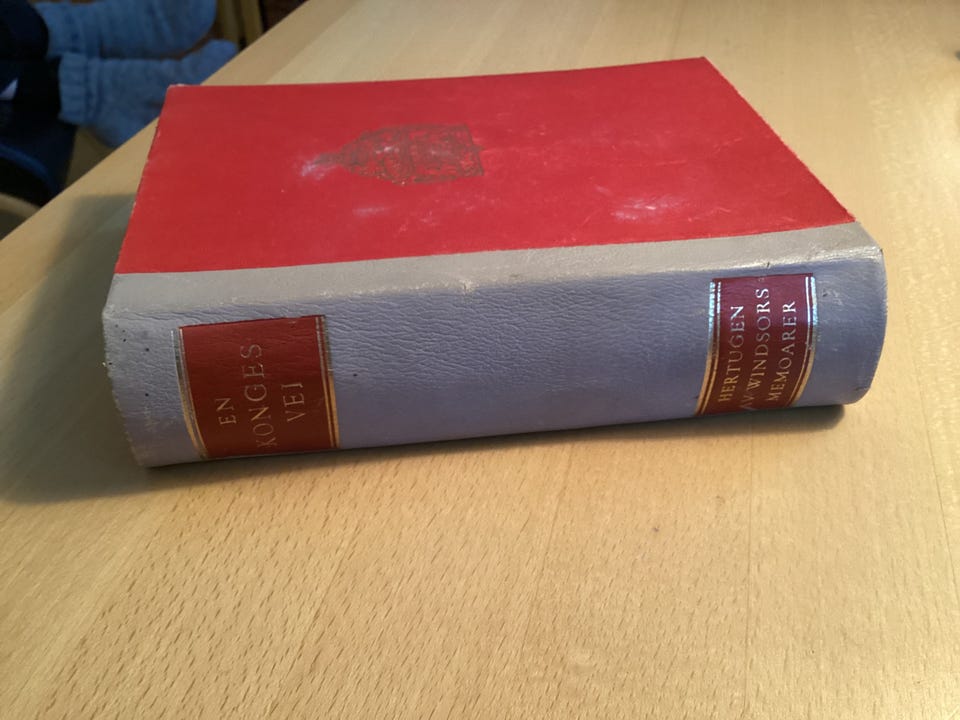 EN
KONGES
VEJ
HERTUGEN
AV WINDSORS
MEMOARER